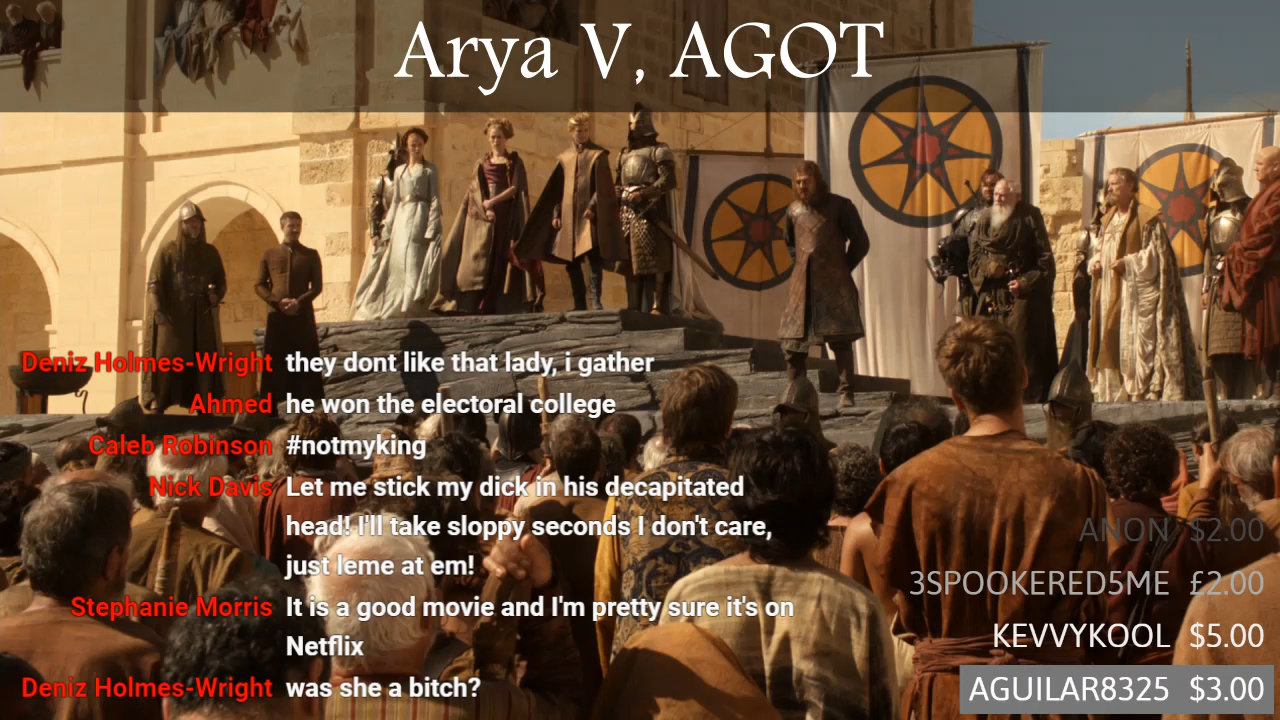 Arya V, AGOT
Deniz Holmes-Wright they dont like that lady, i gather
Ahmed he won the electoral college
Caleb Robinson #notmyking
Nick Davis Let me stick my dick in his decapitated
head! I'll take sloppy seconds I don't care,
just leme at em!
Stephanie Morris It is a good movie and I'm pretty sure it's on
Netflix
Deniz Holmes-Wright was she a bitch?
ANON $2.00
3SPOOKERED5ME £2.00
KEVVYKOOL $5.00
AGUILAR8325 $3.00